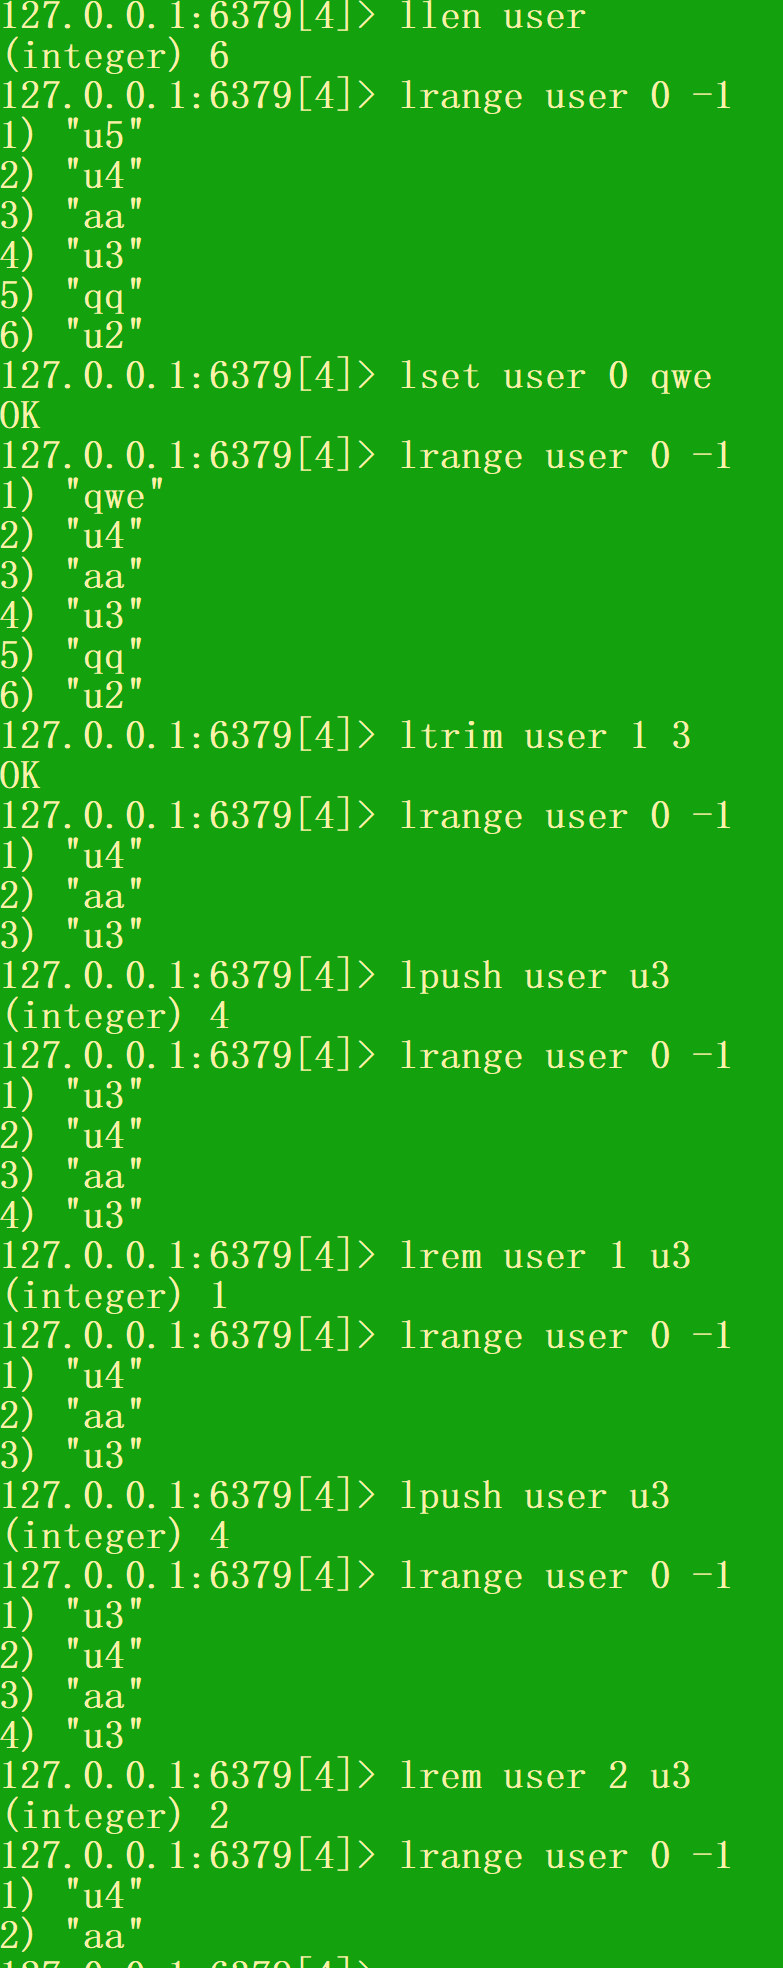 127.0.0.1:6379[4]> llen user
(integer) 6
127.0.0.1:6379[4]> lrange user 0 -1
1) "u5"
2) "u4"
3) "aa"
4) "u3"
5) "qq"
6) "u2"
127.0.0.1:6379[4]> lset user 0 qwe
OK
127.0.0.1:6379[4]> lrange user 0 -1
1) "qwe"
2) "u4"
3) "aa"
4) "u3"
5) "qq"
6) "u2"
127.0.0.1:6379[4]> ltrim user 1 3
OK
127.0.0.1:6379[4]> lrange user 0 -1
1) "u4"
2) "aa"
3) "u3"
127.0.0.1:6379[4]> lpush user u3
(integer) 4
127.0.0.1:6379[4]> lrange user 0 -1
1) "u3"
2) "u4"
3) "aa"
4) "u3"
127.0.0.1:6379[4]> lrem user 1 u3
(integer) 1
127.0.0.1:6379[4]> lrange user 0 -1
1) "u4"
2) "aa"
3) "u3"
127.0.0.1:6379[4]> lpush user u3
(integer) 4
127.0.0.1:6379[4]> lrange user 0 -1
1) "u3"
2) "u4"
3) "aa"
4) "u3"
127.0.0.1:6379[4]> lrem user 2 u3
(integer) 2
127.0.0.1:6379[4]> lrange user 0 -1
1) "u4"
2) "aa"
127.0.0.1:6379[4]>